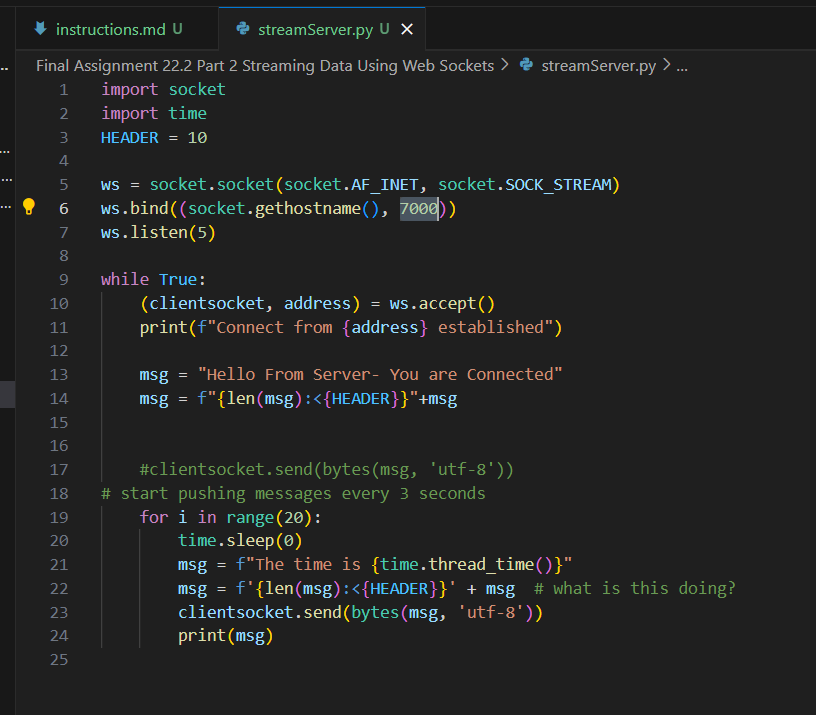 instructions.md U
streamServer.py U
...
Final Assignment 22.2 Part 2 Streaming Data Using Web Sockets > streamServer.py > ...
1 import socket
2 import time
3 HEADER = 10
4
5 ws = socket.socket(socket.AF_INET, socket.SOCK_STREAM)
6 ws.bind((socket.gethostname(), 7000))
7 ws.listen(5)
8
9 while True:
10     (clientsocket, address) = ws.accept()
11     print(f"Connect from {address} established")
12
13     msg = "Hello From Server- You are Connected"
14     msg = f"{len(msg):<{HEADER}}"+msg
15
16
17     #clientsocket.send(bytes(msg, 'utf-8'))
18 # start pushing messages every 3 seconds
19     for i in range(20):
20         time.sleep(0)
21         msg = f"The time is {time.thread_time()}"
22         msg = f'{len(msg):<{HEADER}}' + msg  # what is this doing?
23         clientsocket.send(bytes(msg, 'utf-8'))
24         print(msg)
25